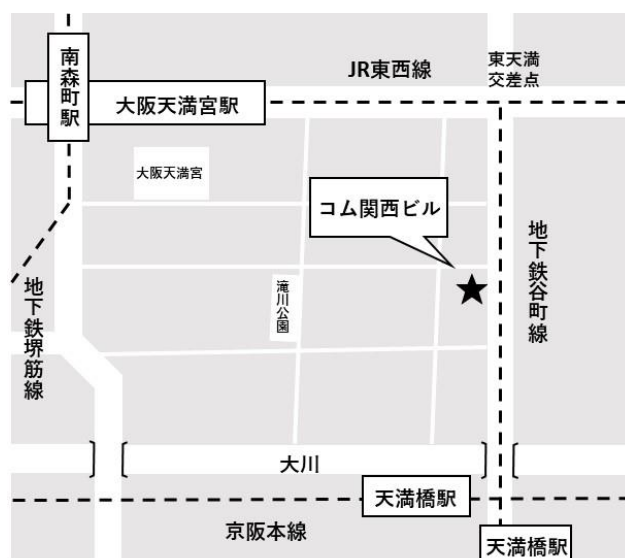 南森町駅
JR東西線
東天満
交差点
大阪天満宮駅
大阪天満宮
コム関西ビル
地下鉄谷町線
滝川公園
地下鉄堺筋線
大川
天満橋駅
京阪本線
天満橋駅